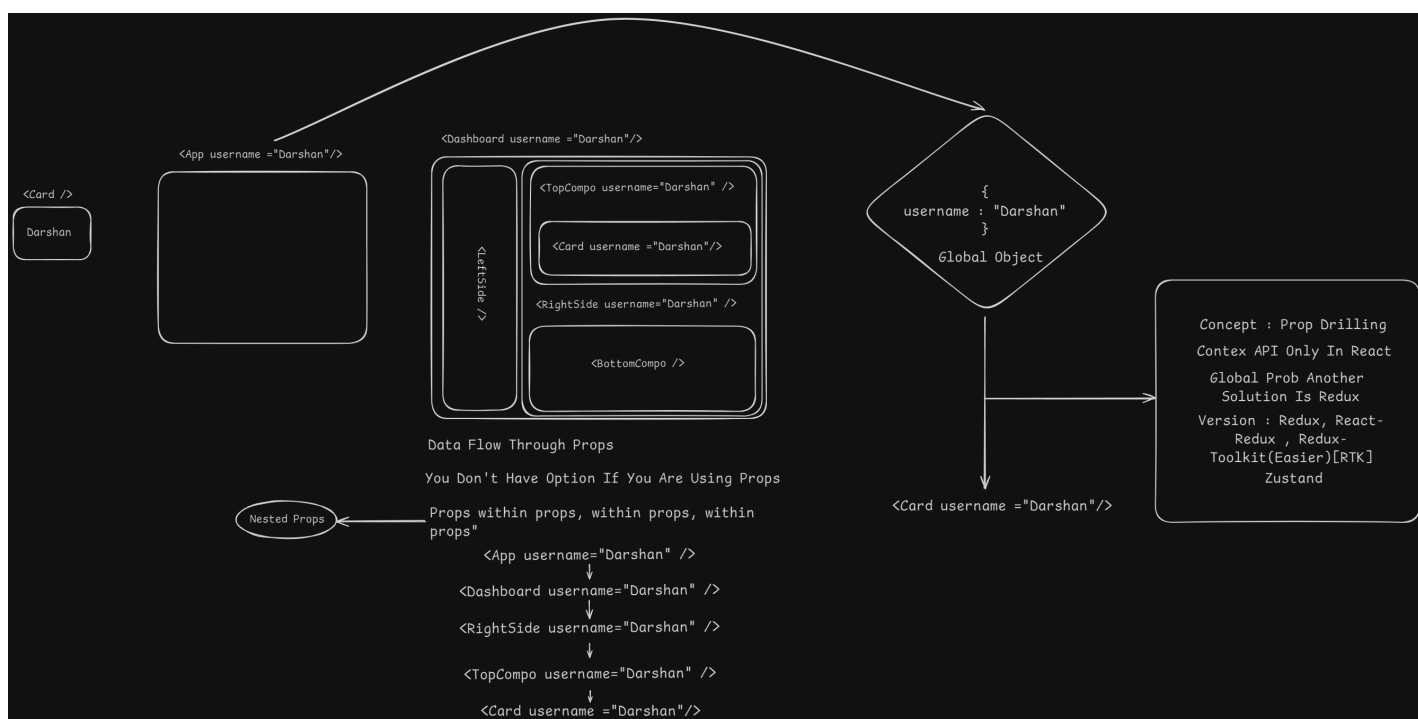 <Card />
Darshan
<App username ="Darshan"/>
<Dashboard username ="Darshan"/>
<LeftSide />
<TopCompo username="Darshan" />
<Card username ="Darshan"/>
<RightSide username="Darshan" />
<BottomCompo />
Data Flow Through Props
You Don't Have Option If You Are Using Props
Props within props, within props, within
props"
Nested Props
<App username="Darshan" />
<Dashboard username="Darshan" />
<RightSide username="Darshan" />
<TopCompo username="Darshan" />
<Card username ="Darshan"/>
{
username : "Darshan"
}
Global Object
<Card username ="Darshan"/>
Concept : Prop Drilling
Contex API Only In React
Global Prob Another
Solution Is Redux
Version : Redux, React-
Redux , Redux-
Toolkit(Easier)[RTK]
Zustand